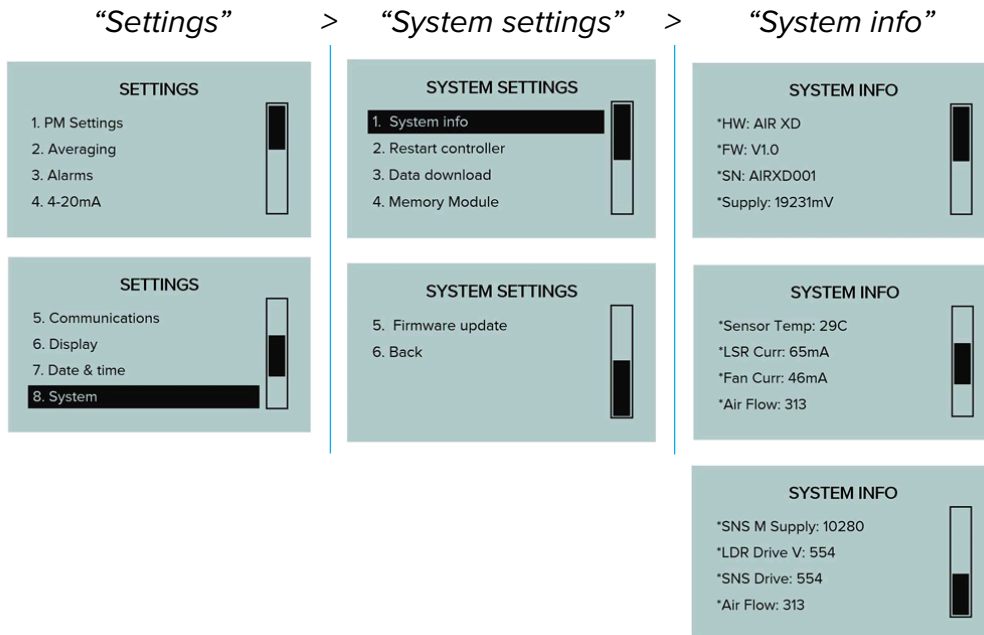 “Settings” > “System settings” > “System info”
SETTINGS
1. PM Settings
2. Averaging
3. Alarms
4. 4-20mA
SETTINGS
5. Communications
6. Display
7. Date & time
8. System
SYSTEM SETTINGS
1. System info
2. Restart controller
3. Data download
4. Memory Module
SYSTEM SETTINGS
5. Firmware update
6. Back
SYSTEM INFO
*HW: AIR XD
*FW: V1.0
*SN: AIRXD001
*Supply: 19231mV
SYSTEM INFO
*Sensor Temp: 29C
*LSR Curr: 65mA
*Fan Curr: 46mA
*Air Flow: 313
SYSTEM INFO
*SNS M Supply: 10280
*LDR Drive V: 554
*SNS Drive: 554
*Air Flow: 313